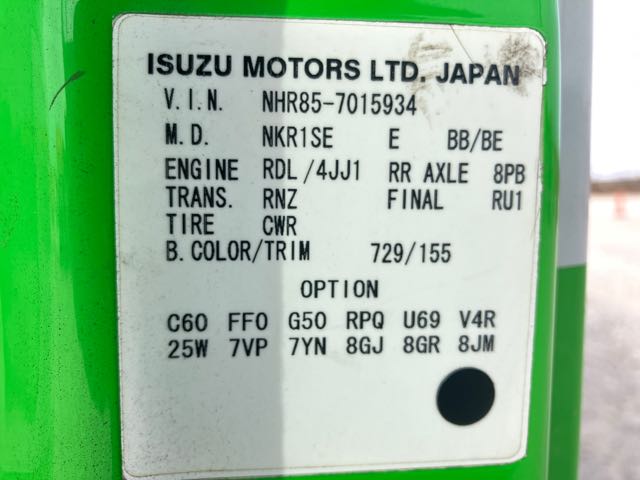 ISUZU MOTORS LTD. JAPAN
V.I.N. NHR85-7015934
M.D. NKR1SE E BB/BE
ENGINE RDL/4JJ1 RR AXLE 8PB
TRANS. RNZ FINAL RU1
TIRE CWR
B.COLOR/TRIM 729/155
OPTION
C60 FF0 G50 RPQ U69 V4R
25W 7VP 7YN 8GJ 8GR 8JM